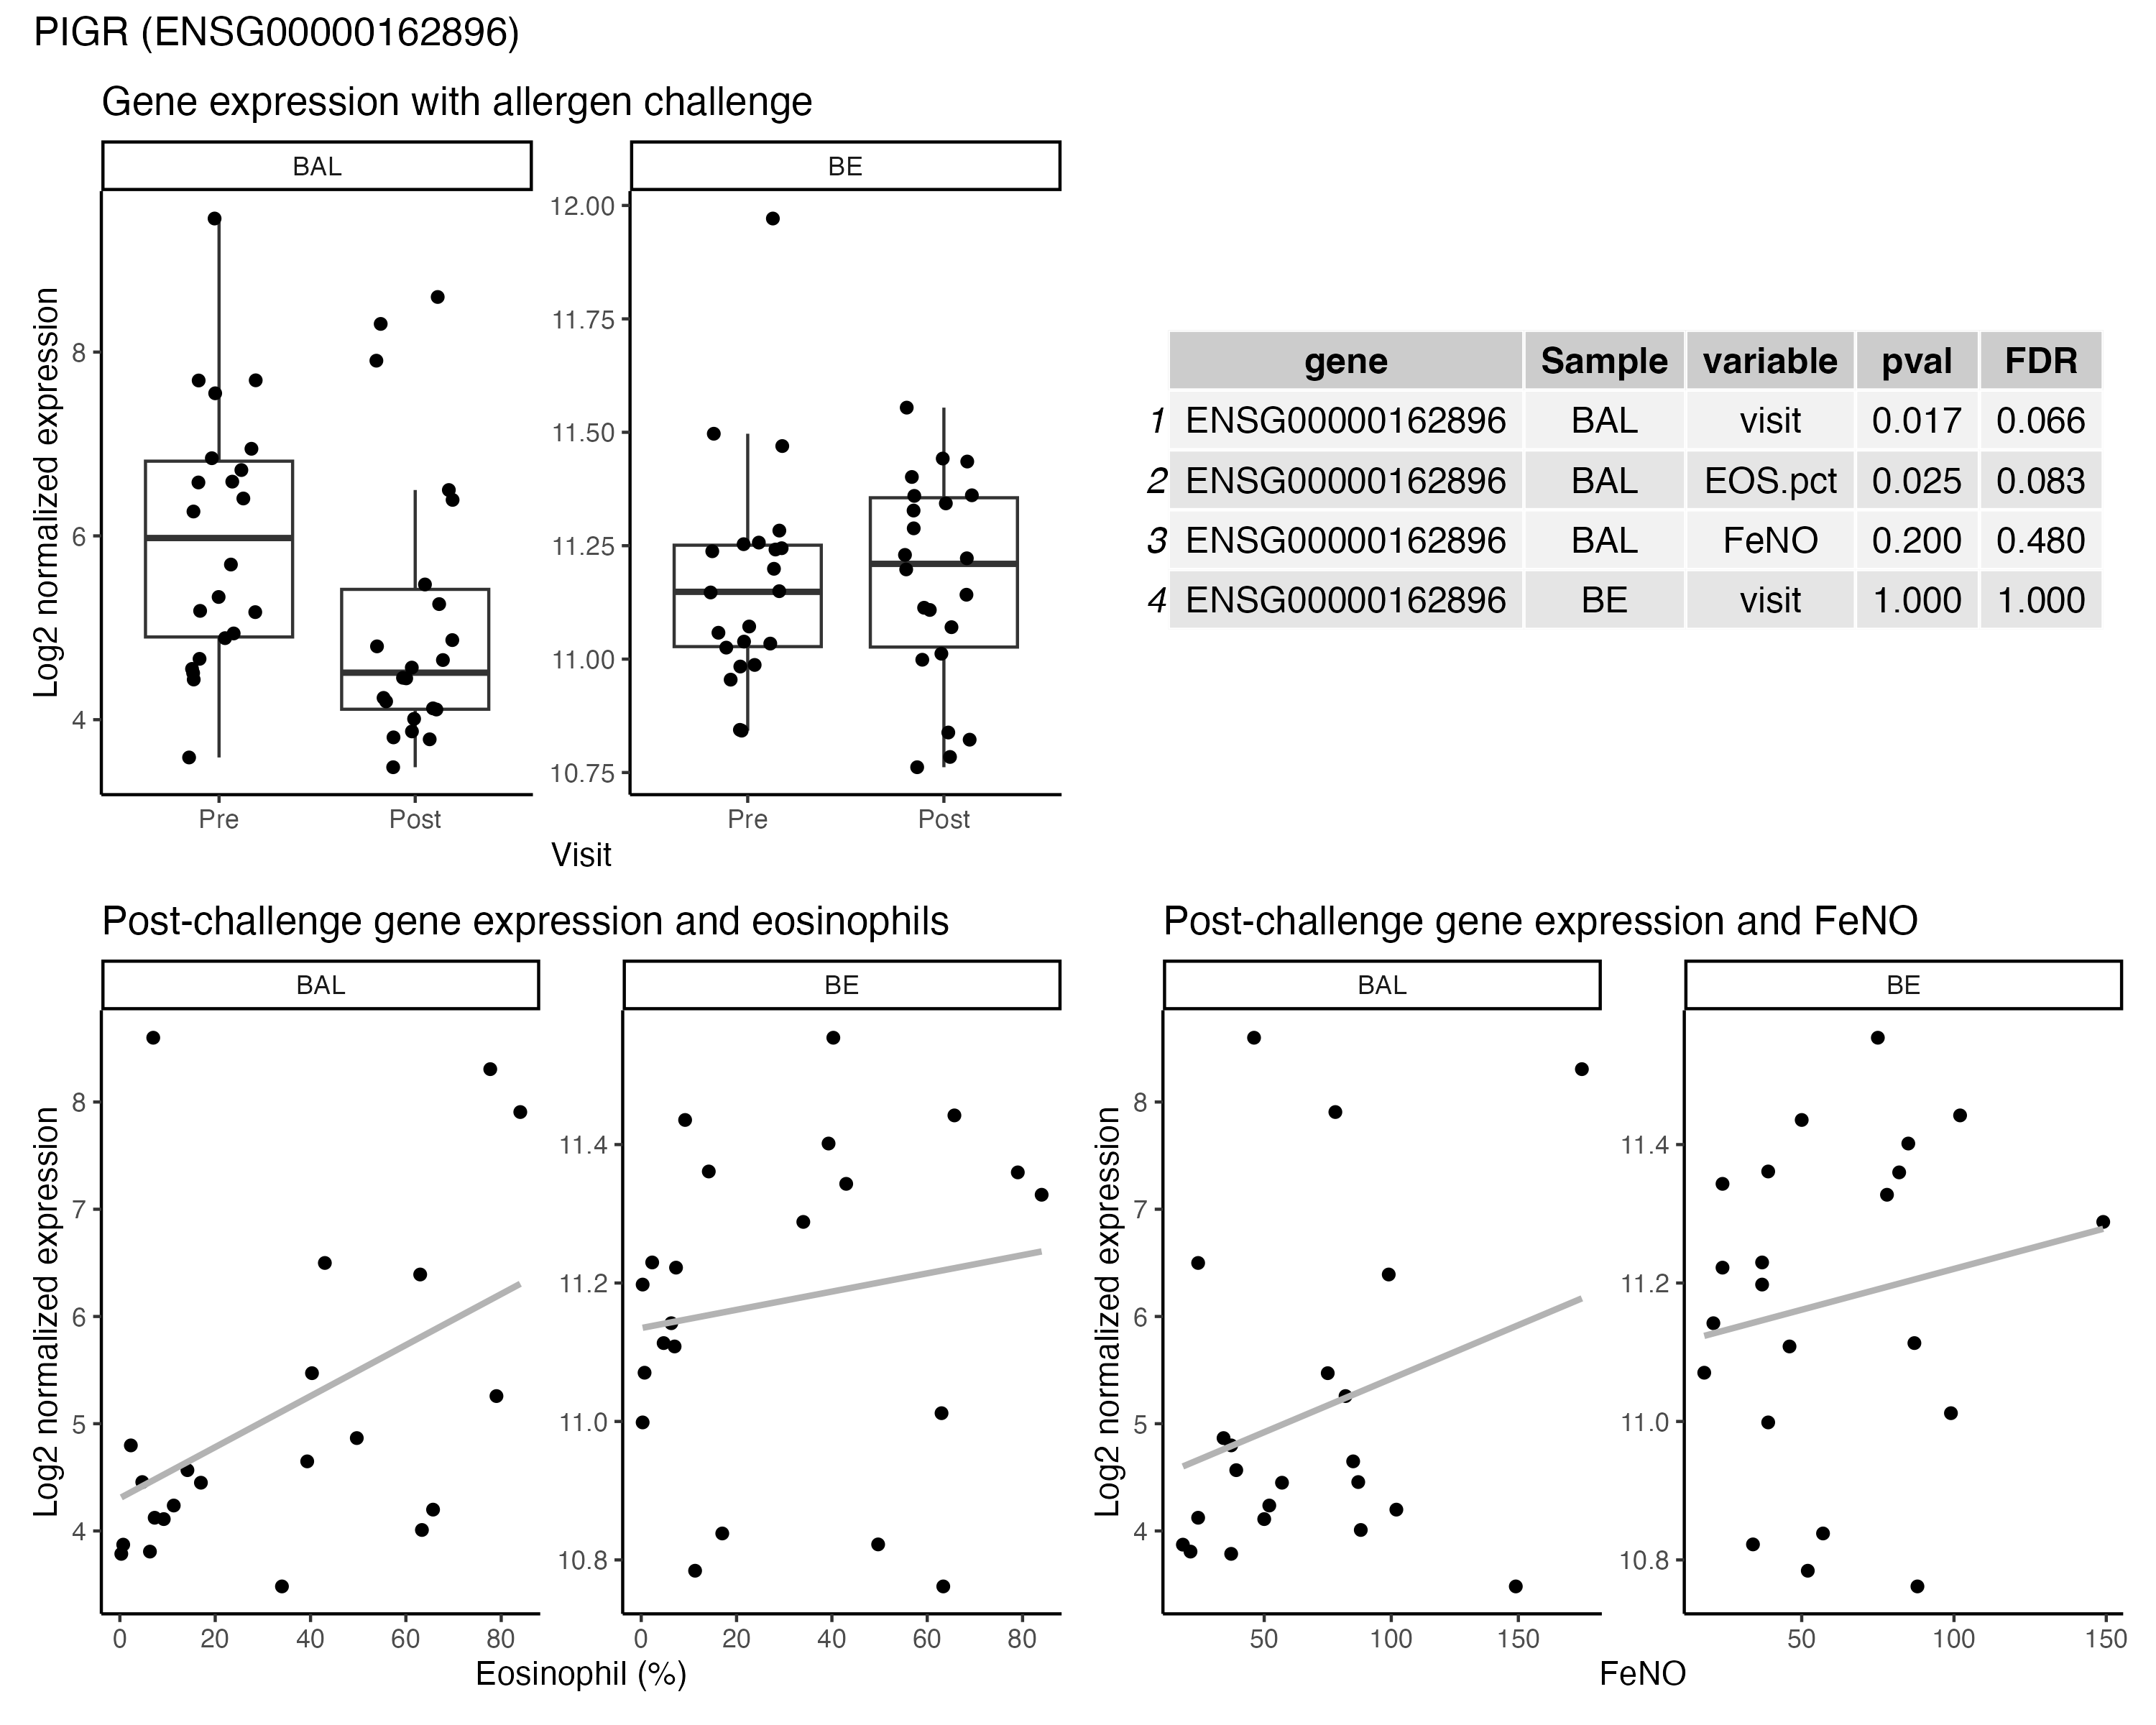 PIGR (ENSG00000162896)
Gene expression with allergen challenge
BAL
BE
Log2 normalized expression
8
6
4
12.00
11.75
11.50
11.25
11.00
10.75
Pre
Post
Pre
Post
Visit
gene Sample variable pval FDR
1 ENSG00000162896 BAL visit 0.017 0.066
2 ENSG00000162896 BAL EOS.pct 0.025 0.083
3 ENSG00000162896 BAL FeNO 0.200 0.480
4 ENSG00000162896 BE visit 1.000 1.000
Post-challenge gene expression and eosinophils
BAL
BE
Log2 normalized expression
8
7
6
5
4
11.4
11.2
11.0
10.8
0 20 40 60 80
0 20 40 60 80
Eosinophil (%)
Post-challenge gene expression and FeNO
BAL
BE
Log2 normalized expression
8
7
6
5
4
11.4
11.2
11.0
10.8
50 100 150
50 100 150
FeNO